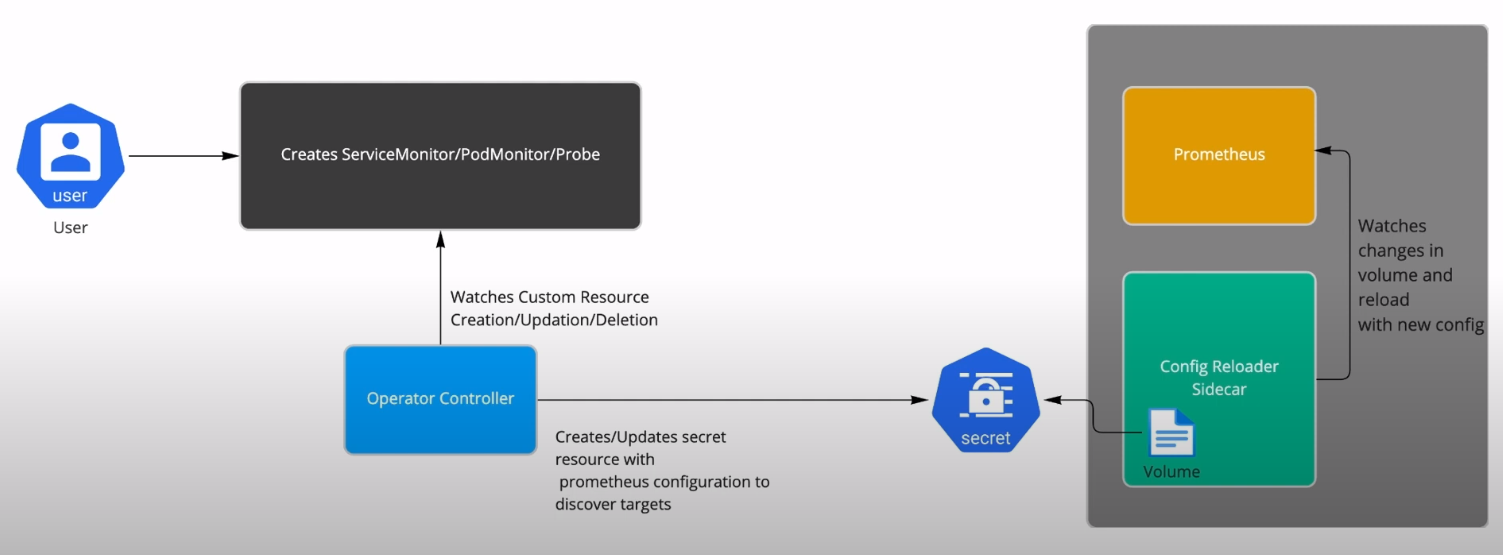 user
User
Creates ServiceMonitor/PodMonitor/Probe
Watches Custom Resource
Creation/Updation/Deletion
Operator Controller
Creates/Updates secret
resource with
prometheus configuration to
discover targets
secret
Prometheus
Watches
changes in
volume and
reload
with new config
Config Reloader
Sidecar
Volume